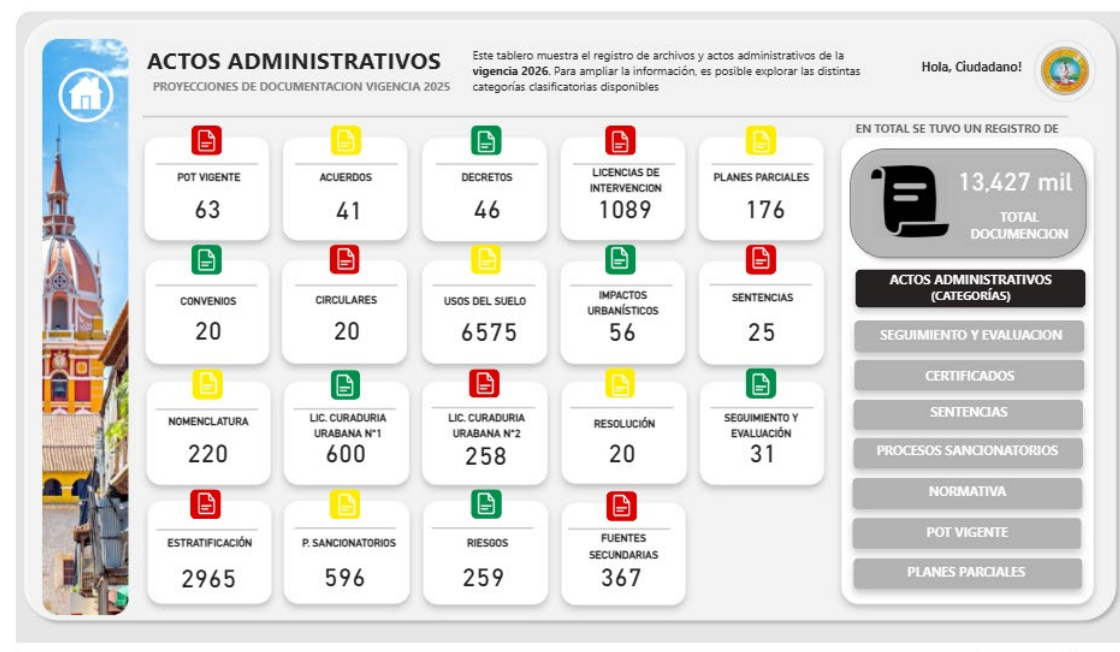 ACTOS ADMINISTRATIVOS
PROYECCIONES DE DOCUMENTACION VIGENCIA 2025
Este tablero muestra el registro de archivos y actos administrativos de la
vigencia 2026. Para ampliar la información, es posible explorar las distintas
categorías clasificatorias disponibles
Hola, Ciudadano!
POT VIGENTE
63
ACUERDOS
41
DECRETOS
46
LICENCIAS DE
INTERVENCION
1089
PLANES PARCIALES
176
CONVENIOS
20
CIRCULARES
20
USOS DEL SUELO
6575
IMPACTOS
URBANÍSTICOS
56
SENTENCIAS
25
NOMENCLATURA
220
LIC. CURADURIA
URABANA N°1
600
LIC. CURADURIA
URABANA N°2
258
RESOLUCIÓN
20
SEGUIMIENTO Y
EVALUACIÓN
31
ESTRATIFICACIÓN
2965
P. SANCIONATORIOS
596
RIESGOS
259
FUENTES
SECUNDARIAS
367
EN TOTAL SE TUVO UN REGISTRO DE
13,427 mil
TOTAL
DOCUMENCION
ACTOS ADMINISTRATIVOS
(CATEGORÍAS)
SEGUIMIENTO Y EVALUACION
CERTIFICADOS
SENTENCIAS
PROCESOS SANCIONATORIOS
NORMATIVA
POT VIGENTE
PLANES PARCIALES